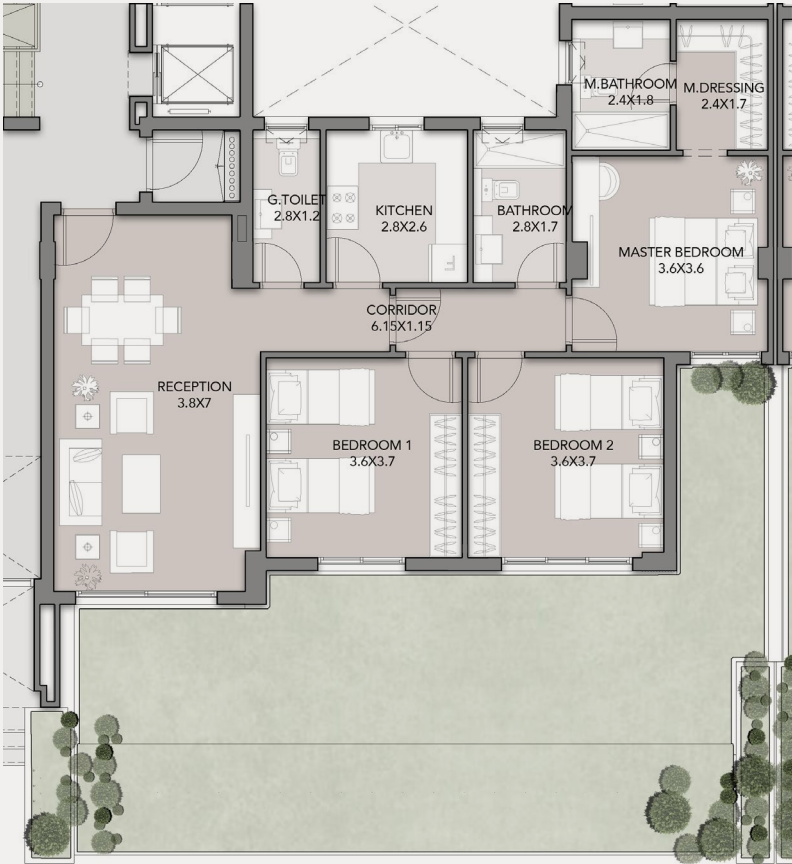 M.BATHROOM
2.4X1.8
M.DRESSING
2.4X1.7
G.TOILET
2.8X1.2
KITCHEN
2.8X2.6
BATHROOM
2.8X1.7
MASTER BEDROOM
3.6X3.6
CORRIDOR
6.15X1.15
RECEPTION
3.8X7
BEDROOM 1
3.6X3.7
BEDROOM 2
3.6X3.7